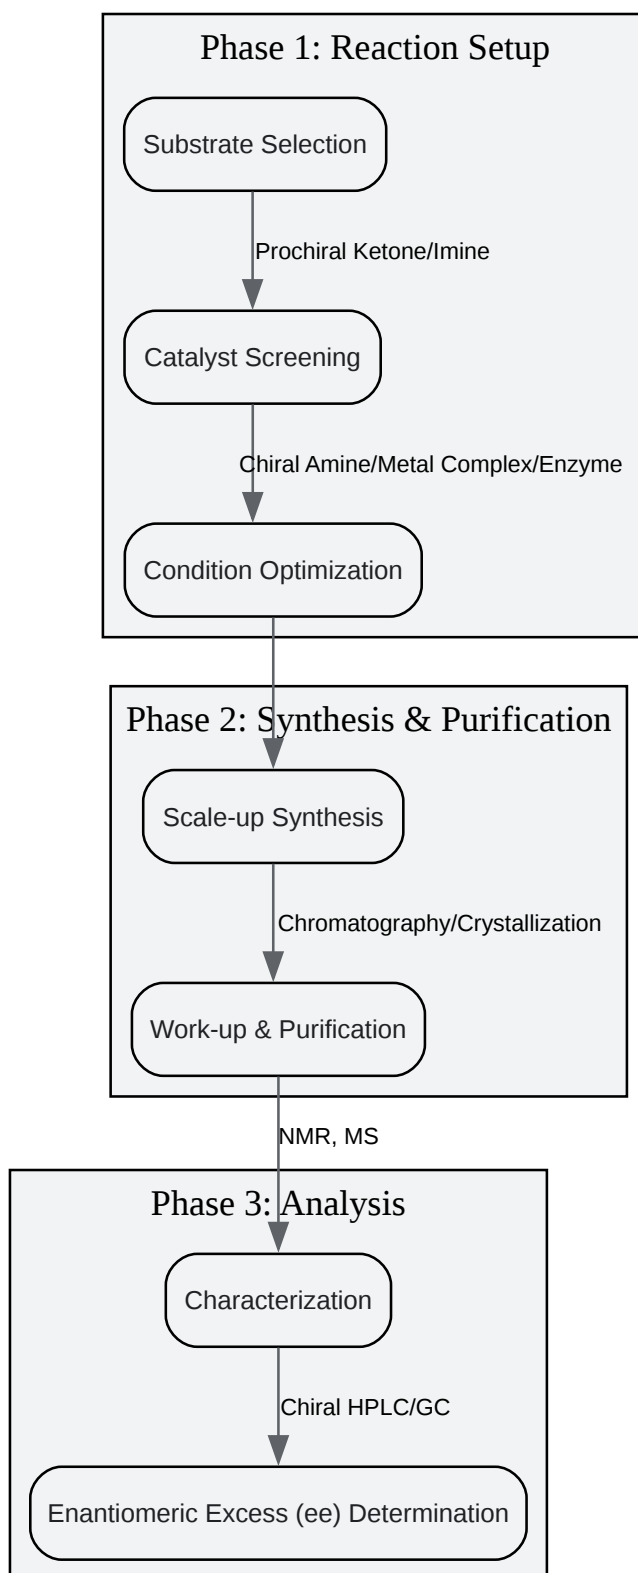 Phase 1: Reaction Setup
Substrate Selection
Prochiral Ketone/Imine
Catalyst Screening
Chiral Amine/Metal Complex/Enzyme
Condition Optimization
Phase 2: Synthesis & Purification
Scale-up Synthesis
Chromatography/Crystallization
Work-up & Purification
NMR, MS
Phase 3: Analysis
Characterization
Chiral HPLC/GC
Enantiomeric Excess (ee) Determination